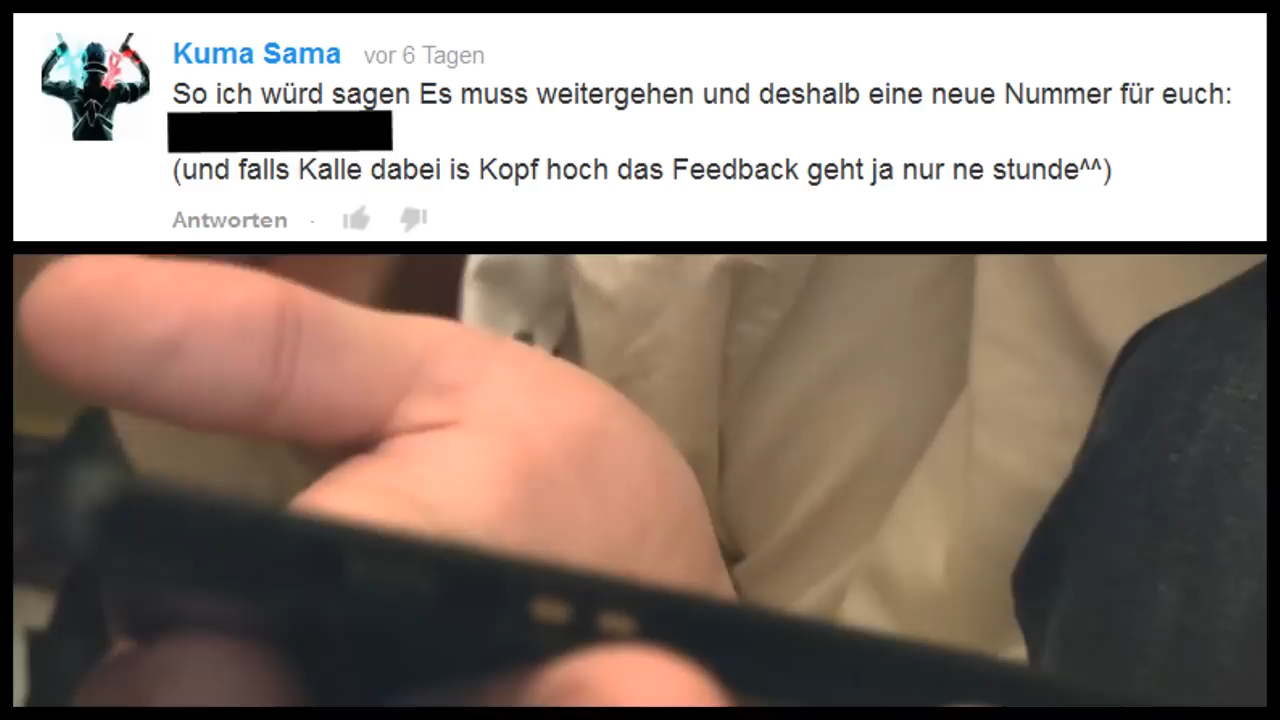 Kuma Sama vor 6 Tagen
So ich würd sagen Es muss weitergehen und deshalb eine neue Nummer für euch:
(und falls Kalle dabei is Kopf hoch das Feedback geht ja nur ne stunde^^)
Antworten ·